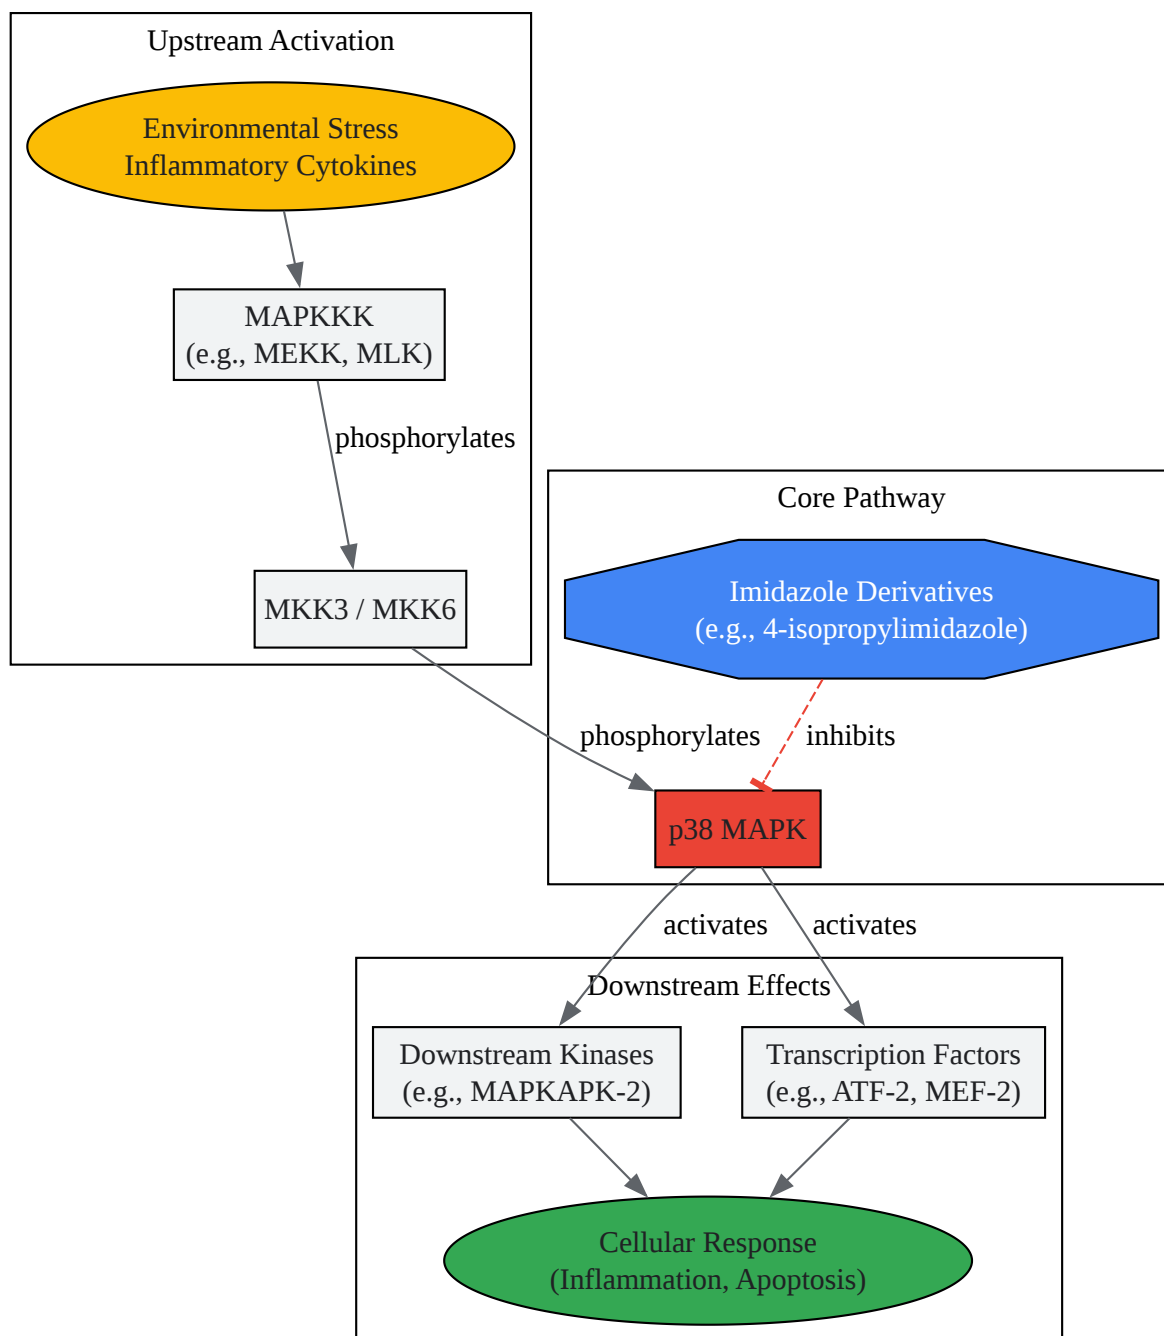 Upstream Activation
Environmental Stress
Inflammatory Cytokines
MAPKKK
(e.g., MEKK, MLK)
phosphorylates
MKK3 / MKK6
Core Pathway
Imidazole Derivatives
(e.g., 4-isopropylimidazole)
phosphorylates
inhibits
p38 MAPK
activates
activates
Downstream Effects
Downstream Kinases
(e.g., MAPKAPK-2)
Transcription Factors
(e.g., ATF-2, MEF-2)
Cellular Response
(Inflammation, Apoptosis)